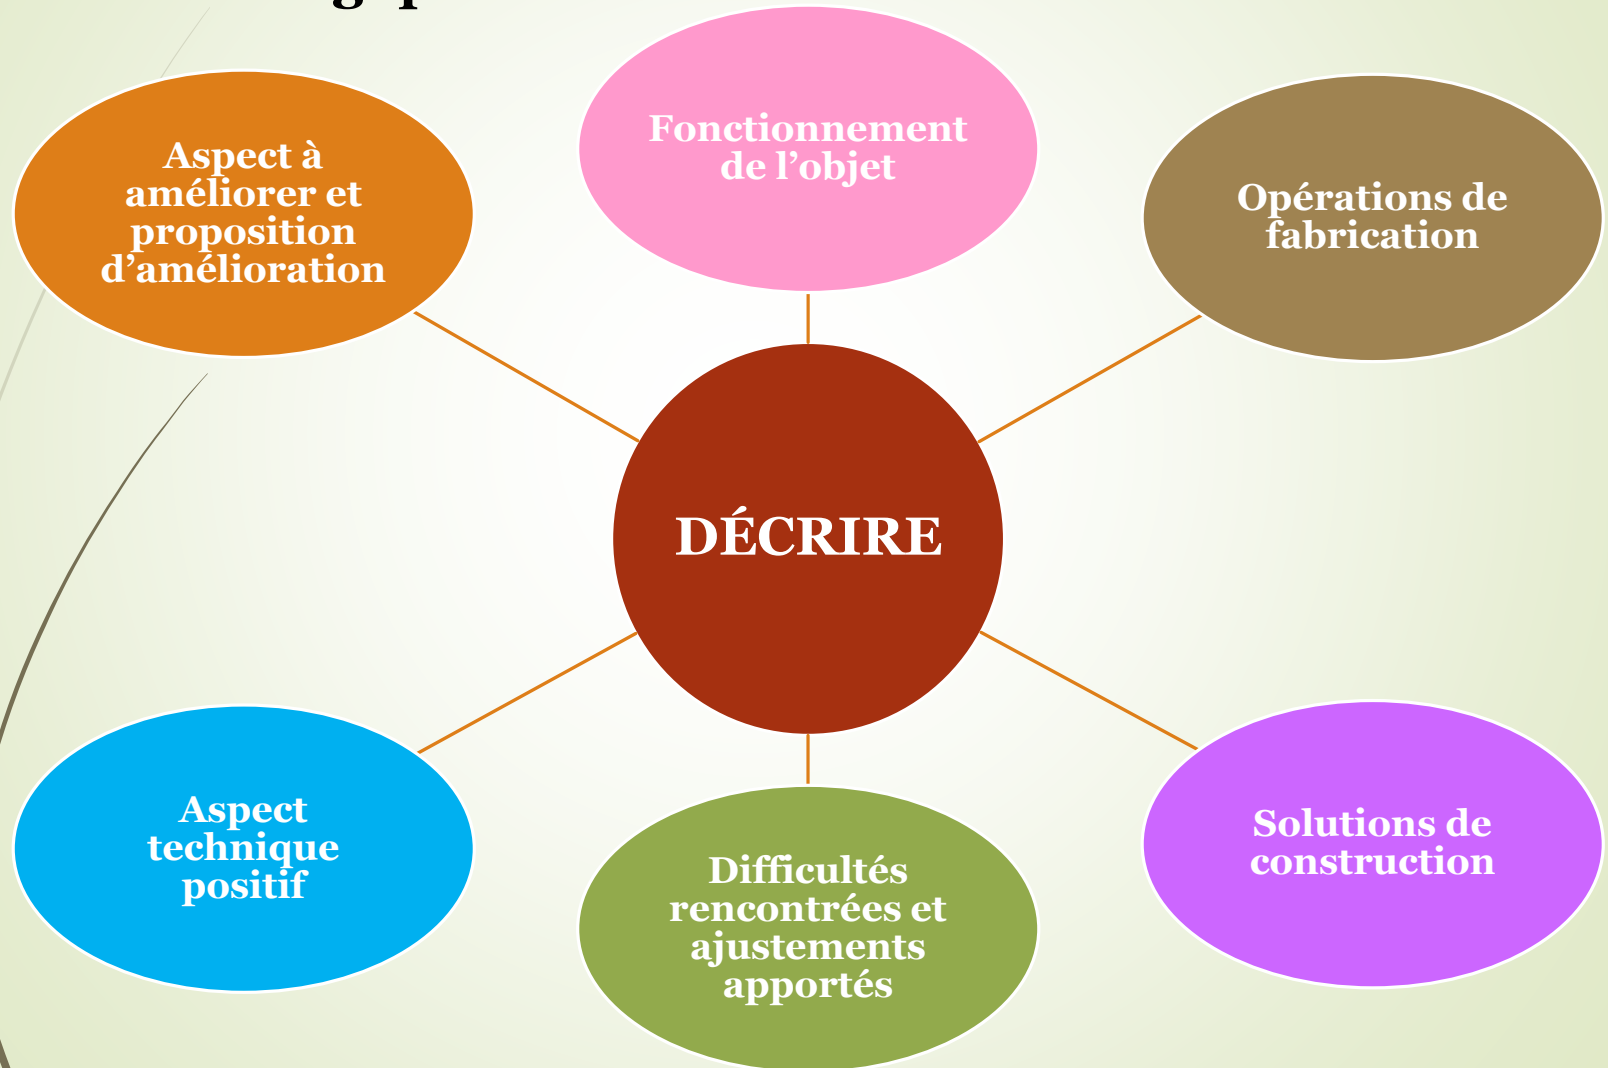 Fonctionnement
de l’objet
Opérations de
fabrication
Solutions de
construction
Difficultés
rencontrées et
ajustements
apportés
Aspect
technique
positif
Aspect à
améliorer et
proposition
d’amélioration
DÉCRIRE